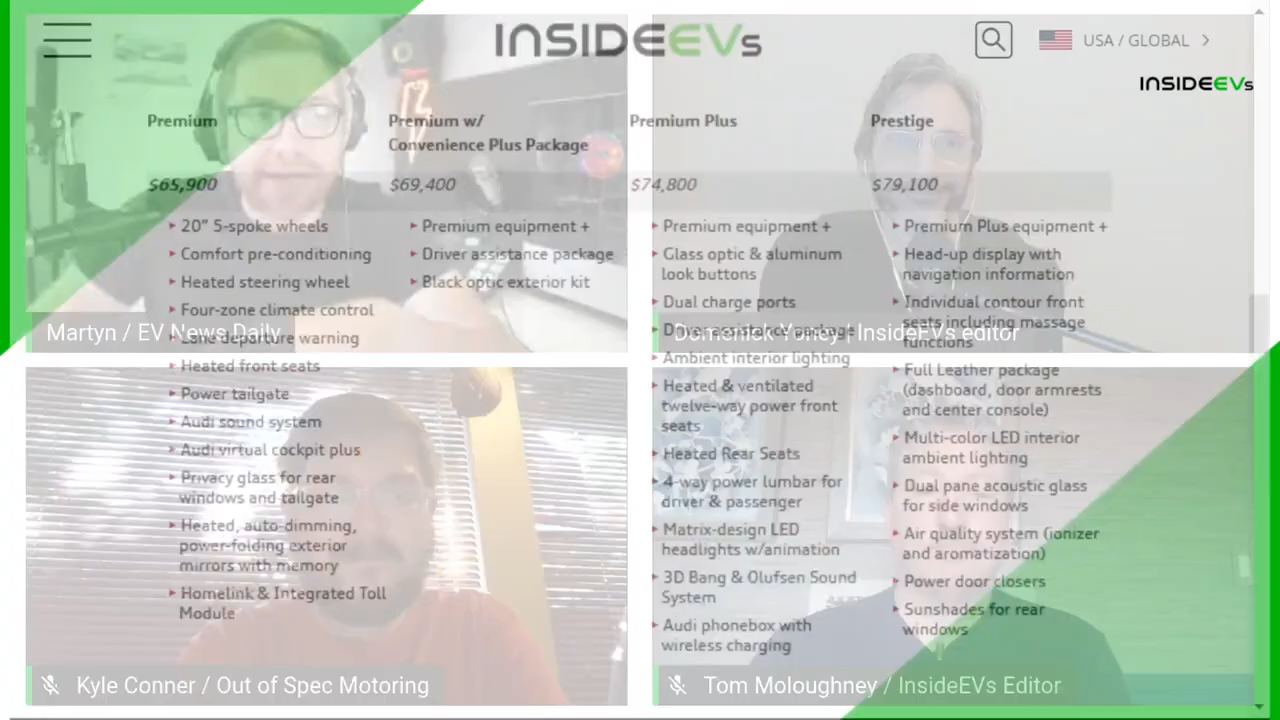 INSIDEEVs
USA / GLOBAL
INSIDEEVs
Premium
$65,900
20” 5-spoke wheels
Comfort pre-conditioning
Heated steering wheel
Four-zone climate control
Lane departure warning
Heated front seats
Power tailgate
Audi sound system
Audi virtual cockpit plus
Privacy glass for rear
windows and tailgate
Heated, auto-dimming,
power-folding exterior
mirrors with memory
Homelink & Integrated Toll
Module
Premium w/
Convenience Plus Package
$69,400
Premium equipment +
Driver assistance package
Black optic exterior kit
Premium Plus
$74,800
Premium equipment +
Glass optic & aluminum
look buttons
Dual charge ports
Driver assistance package
Ambient interior lighting
Heated & ventilated
twelve-way power front
seats
Heated Rear Seats
4-way power lumbar for
driver & passenger
Matrix-design LED
headlights w/animation
3D Bang & Olufsen Sound
System
Audi phonebox with
wireless charging
Prestige
$79,100
Premium Plus equipment +
Head-up display with
navigation information
Individual contour front
seats including massage
functions
Full Leather package
(dashboard, door armrests
and center console)
Multi-color LED interior
ambient lighting
Dual pane acoustic glass
for side windows
Air quality system (ionizer
and aromatization)
Power door closers
Sunshades for rear
windows
Martyn / EV News Daily
Domenick Yoney | InsideEVs editor
Kyle Conner / Out of Spec Motoring
Tom Moloughney / InsideEVs Editor